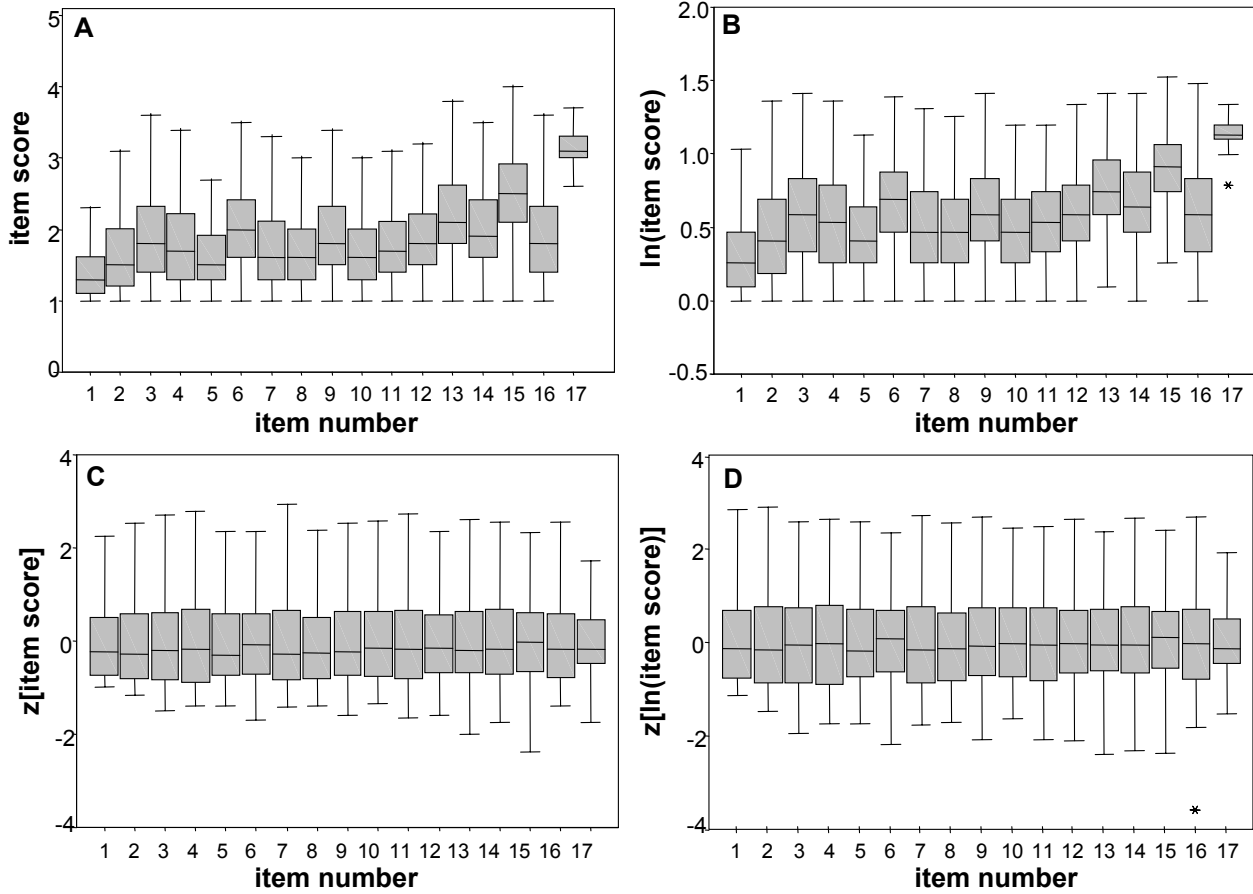 A
item score
5
4
3
2
1
0
1 2 3 4 5 6 7 8 9 10 11 12 13 14 15 16 17
item number
B
ln(item score)
2.0
1.5
1.0
0.5
0.0
-0.5
*
1 2 3 4 5 6 7 8 9 10 11 12 13 14 15 16 17
item number
C
z[item score]
4
2
0
-2
-4
1 2 3 4 5 6 7 8 9 10 11 12 13 14 15 16 17
item number
D
z[ln(item score)]
4
2
0
-2
-4
*
1 2 3 4 5 6 7 8 9 10 11 12 13 14 15 16 17
item number